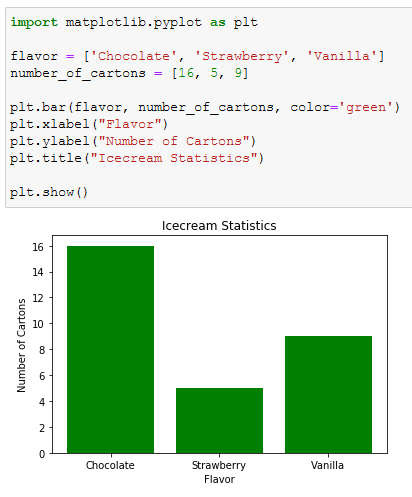 import matplotlib.pyplot as plt
flavor = ['Chocolate', 'Strawberry', 'Vanilla']
number_of_cartons = [16, 5, 9]
plt.bar(flavor, number_of_cartons, color='green')
plt.xlabel("Flavor")
plt.ylabel("Number of Cartons")
plt.title("Icecream Statistics")
plt.show()
Icecream Statistics
Number of Cartons
16
14
12
10
8
6
4
2
0
Chocolate Strawberry Vanilla
Flavor